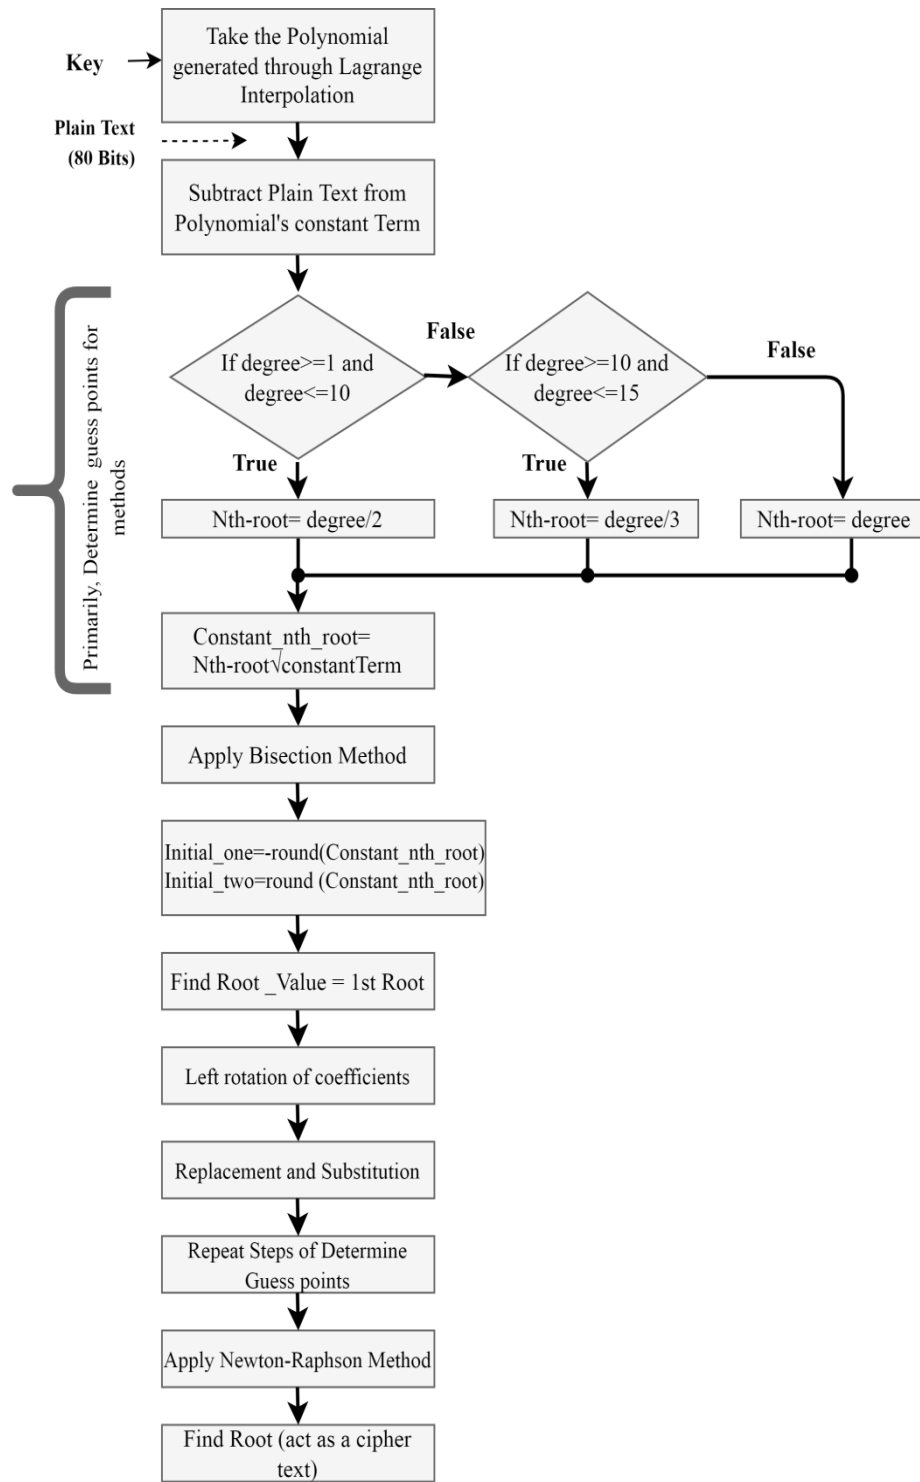 Take the Polynomial
generated through Lagrange
Interpolation
Key
Plain Text
(80 Bits)
Subtract Plain Text from
Polynomial's constant Term
Primarily, Determine guess points for
methods
If degree>=1 and
degree<=10
False
If degree>=10 and
degree<=15
False
True
True
Nth-root= degree/2
Nth-root= degree/3
Nth-root= degree
Constant_nth_root=
Nth-root√constantTerm
Apply Bisection Method
Initial_one=-round(Constant_nth_root)
Initial_two=round (Constant_nth_root)
Find Root _Value = 1st Root
Left rotation of coefficients
Replacement and Substitution
Repeat Steps of Determine
Guess points
Apply Newton-Raphson Method
Find Root (act as a cipher
text)